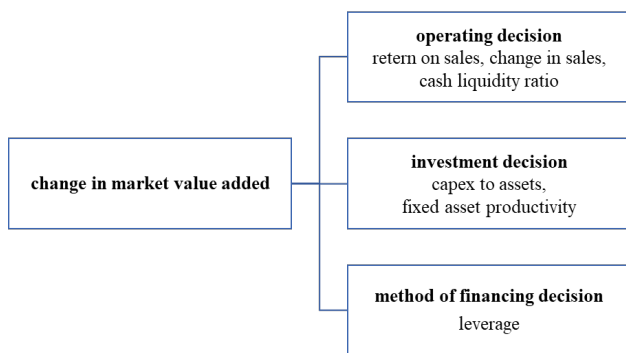 operating decision
retern on sales, change in sales,
cash liquidity ratio
change in market value added
investment decision
capex to assets,
fixed asset productivity
method of financing decision
leverage